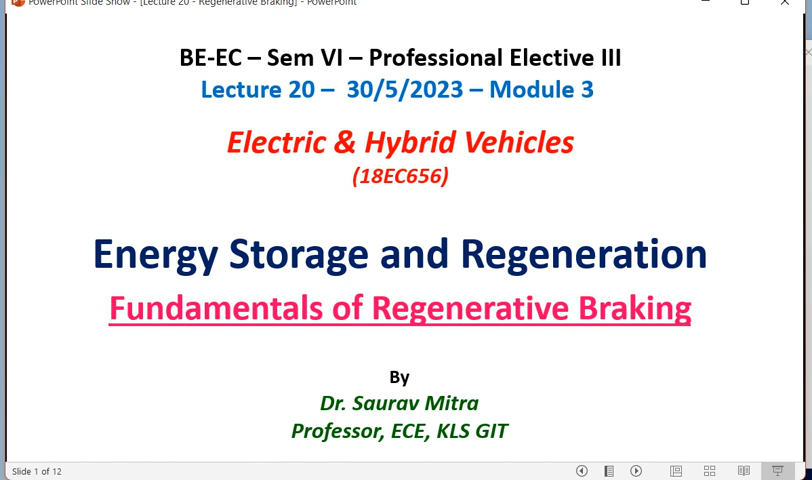 PowerPoint Slide Show - [Lecture 20 - Regenerative Braking] - PowerPoint
BE-EC – Sem VI – Professional Elective III
Lecture 20 – 30/5/2023 – Module 3
Electric & Hybrid Vehicles
(18EC656)
Energy Storage and Regeneration
Fundamentals of Regenerative Braking
By
Dr. Saurav Mitra
Professor, ECE, KLS GIT
Slide 1 of 12